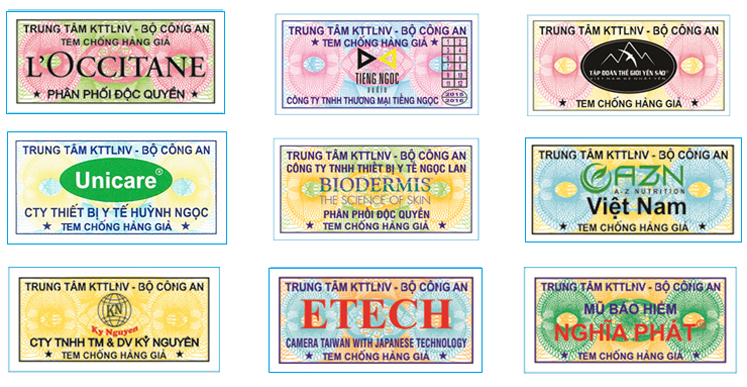 TRUNG TÂM KTTLNV - BỘ CÔNG AN
TEM CHỐNG HÀNG GIẢ
L'OCCITANE
★ PHÂN PHỐI ĐỘC QUYỀN ★
TRUNG TÂM KTTLNV - BỘ CÔNG AN
★ TEM CHỐNG HÀNG GIẢ ★
TIẾNG NGỌC
audio
CÔNG TY TNHH THƯƠNG MẠI TIẾNG NGỌC
2015
2016
TRUNG TÂM KTTLNV - BỘ CÔNG AN
TẬP ĐOÀN THẾ GIỚI YẾN SÀO
★ TEM CHỐNG HÀNG GIẢ ★
TRUNG TÂM KTTLNV - BỘ CÔNG AN
Unicare®
CTY THIẾT BỊ Y TẾ HUỲNH NGỌC
★ TEM CHỐNG HÀNG GIẢ ★
TRUNG TÂM KTTLNV - BỘ CÔNG AN
CÔNG TY TNHH THIẾT BỊ Y TẾ NGỌC LAN
BIODERMIS
THE SCIENCE OF SKIN
PHÂN PHỐI ĐỘC QUYỀN
★ TEM CHỐNG HÀNG GIẢ ★
TRUNG TÂM KTTLNV - BỘ CÔNG AN
AZN
A-Z NUTRITION
Việt Nam
★ TEM CHỐNG HÀNG GIẢ ★
TRUNG TÂM KTTLNV - BỘ CÔNG AN
KN
Ky Nguyen
CTY TNHH TM & DV KỶ NGUYÊN
★ TEM CHỐNG HÀNG GIẢ ★
TRUNG TÂM KTTLNV - BỘ CÔNG AN
ETECH
CAMERA TAIWAN WITH JAPANESE TECHNOLOGY
★ TEM CHỐNG HÀNG GIẢ ★
TRUNG TÂM KTTLNV - BỘ CÔNG AN
MŨ BẢO HIỂM
NGHĨA PHÁT
★ TEM CHỐNG HÀNG GIẢ ★